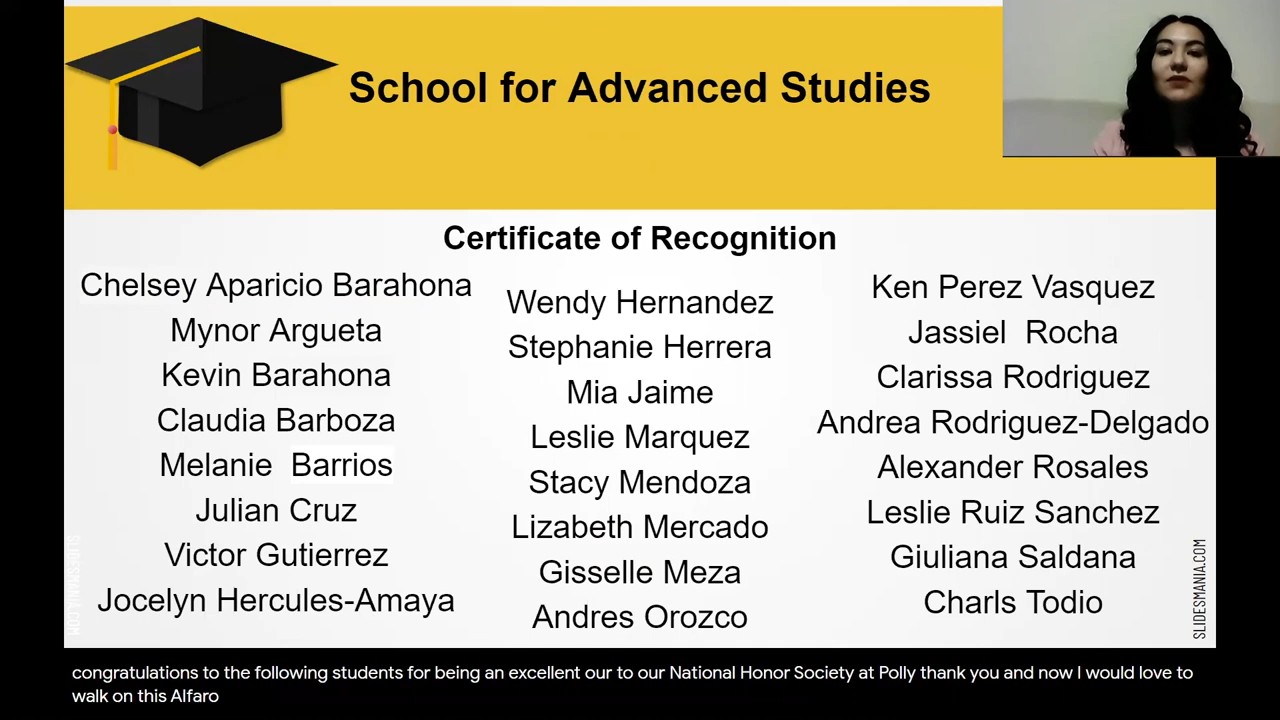 School for Advanced Studies
Certificate of Recognition
Chelsey Aparicio Barahona
Mynor Argueta
Kevin Barahona
Claudia Barboza
Melanie Barrios
Julian Cruz
Victor Gutierrez
Jocelyn Hercules-Amaya
Wendy Hernandez
Stephanie Herrera
Mia Jaime
Leslie Marquez
Stacy Mendoza
Lizabeth Mercado
Gisselle Meza
Andres Orozco
Ken Perez Vasquez
Jassiel Rocha
Clarissa Rodriguez
Andrea Rodriguez-Delgado
Alexander Rosales
Leslie Ruiz Sanchez
Giuliana Saldana
Charls Todio
SLIDESMANIA.COM
SLIDESMANIA.COM
congratulations to the following students for being an excellent our to our National Honor Society at Polly thank you and now I would love to
walk on this Alfaro